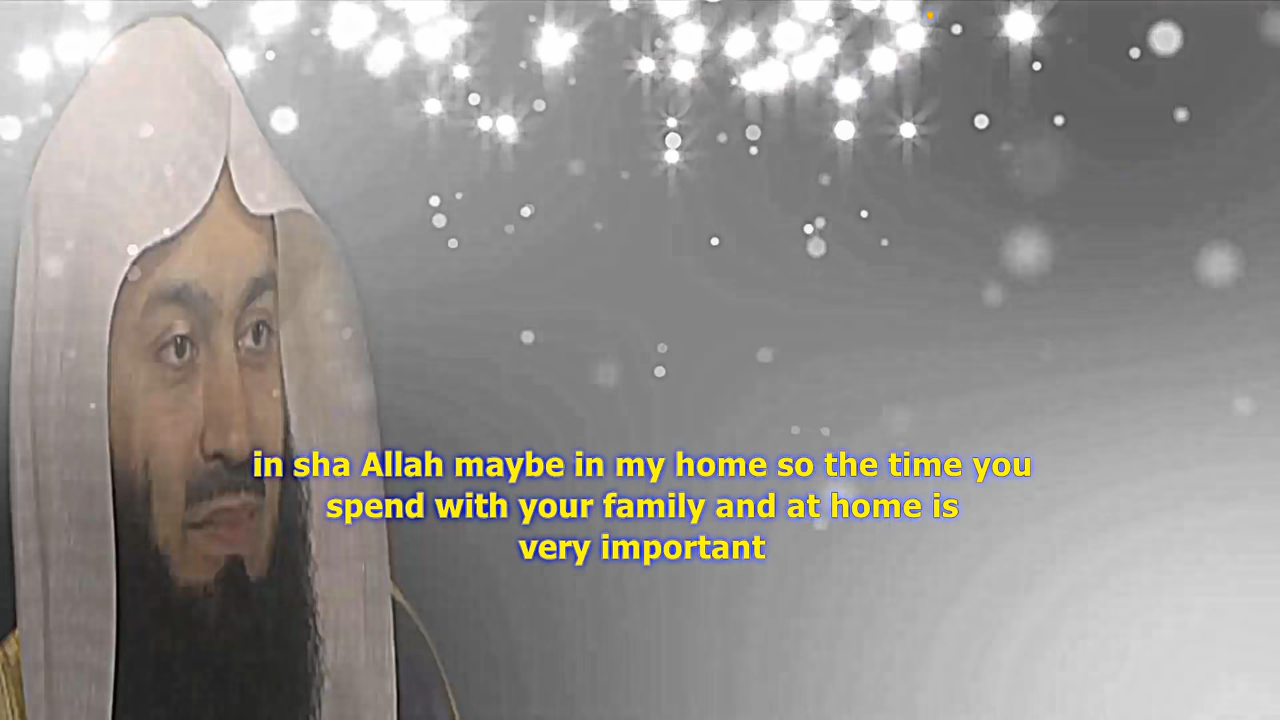 in sha Allah maybe in my home so the time you
spend with your family and at home is
very important